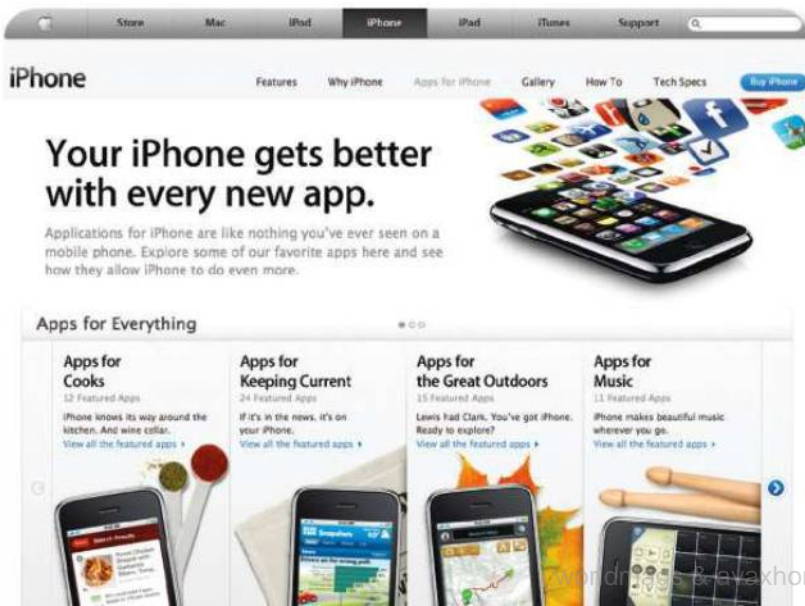 Store Mac iPod iPhone iPad iTunes Support
iPhone
Features Why iPhone Apps for iPhone Gallery How To Tech Specs Buy iPhone
Your iPhone gets better
with every new app.
Applications for iPhone are like nothing you've ever seen on a
mobile phone. Explore some of our favorite apps here and see
how they allow iPhone to do even more.
Apps for Everything
Apps for
Cooks
12 Featured Apps
iPhone knows its way around the
kitchen. And wine cellar.
View all the featured apps
Apps for
Keeping Current
24 Featured Apps
If it's in the news, it's on
your iPhone.
View all the featured apps
Apps for
the Great Outdoors
15 Featured Apps
Lewis had Clark. You've got iPhone.
Ready to explore?
View all the featured apps
Apps for
Music
11 Featured Apps
iPhone makes beautiful music
wherever you go.
View all the featured apps
Search Results
Snapshots
worldmags & avaxhom